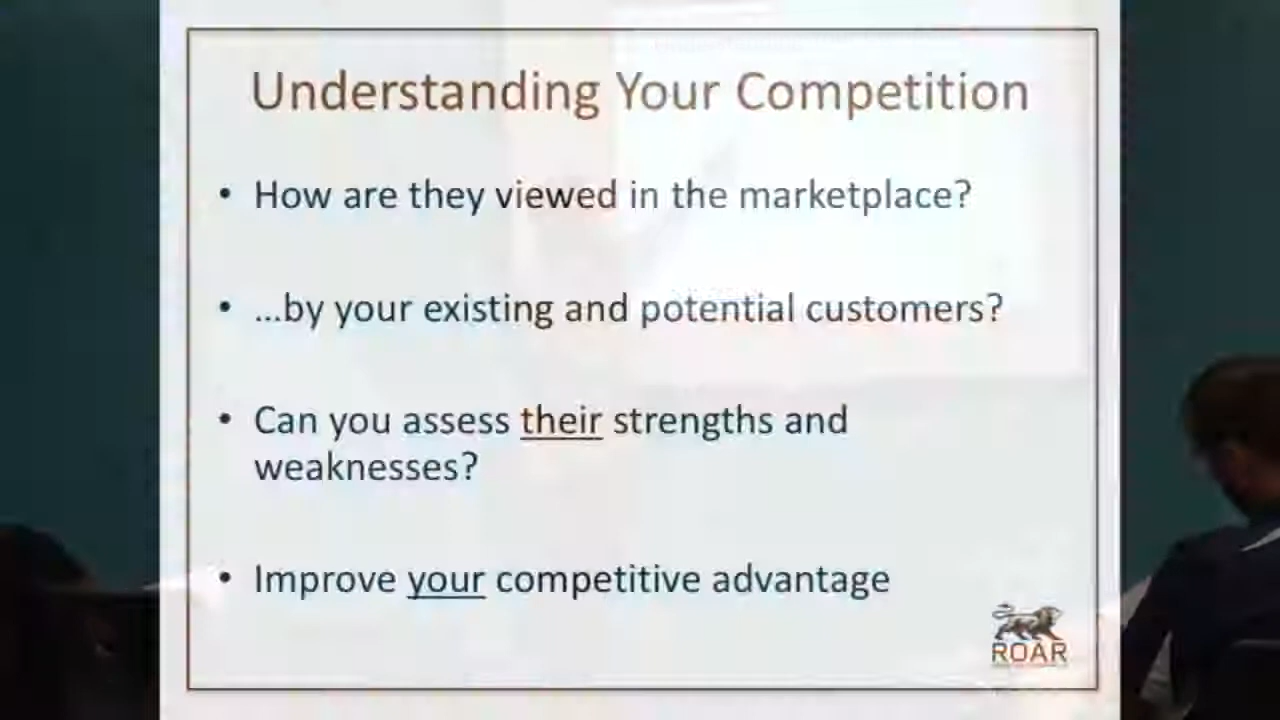 Understanding Your Competition
• How are they viewed in the marketplace?
• ...by your existing and potential customers?
• Can you assess their strengths and
weaknesses?
• Improve your competitive advantage
ROAR